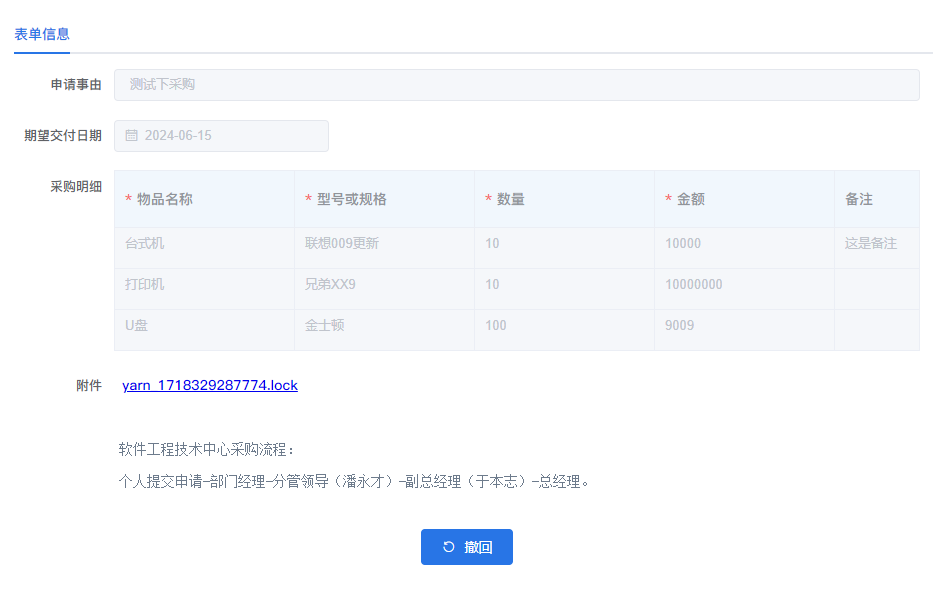 表单信息
申请事由 测试下采购
期望交付日期 2024-06-15
采购明细
* 物品名称 * 型号或规格 * 数量 * 金额 备注
台式机 联想009更新 10 10000 这是备注
打印机 兄弟XX9 10 10000000
U盘 金士顿 100 9009
附件 yarn_1718329287774.lock
软件工程技术中心采购流程：
个人提交申请–部门经理–分管领导（潘永才）–副总经理（于本志）–总经理。
撤回